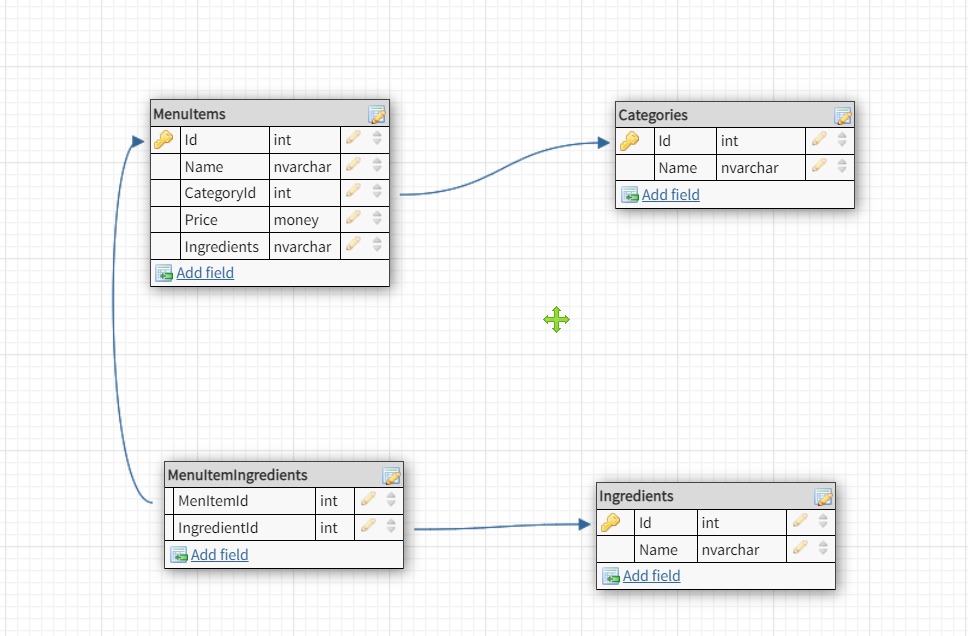 MenuItems
Id int
Name nvarchar
CategoryId int
Price money
Ingredients nvarchar
Add field
Categories
Id int
Name nvarchar
Add field
MenuItemIngredients
MenItemId int
IngredientId int
Add field
Ingredients
Id int
Name nvarchar
Add field